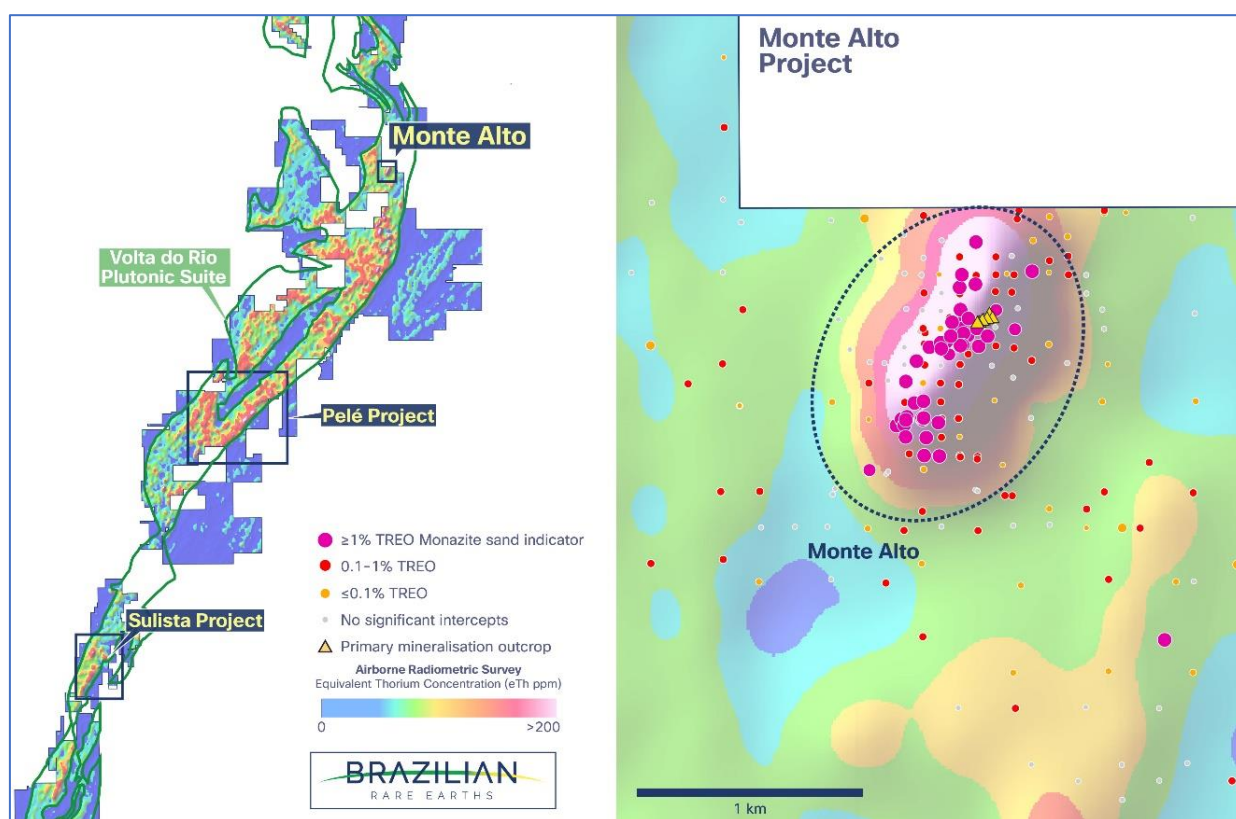 Monte Alto
Volta do Rio
Plutonic Suite
Pelé Project
Sulista Project
≥1% TREO Monazite sand indicator
0.1–1% TREO
≤0.1% TREO
No significant intercepts
Primary mineralisation outcrop
Airborne Radiometric Survey
Equivalent Thorium Concentration (eTh ppm)
0 >200
BRAZILIAN
RARE EARTHS
Monte Alto
Project
Monte Alto
1 km